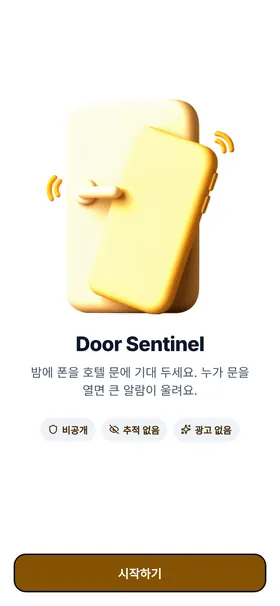 Door Sentinel
밤에 폰을 호텔 문에 기대 두세요. 누가 문을
열면 큰 알람이 울려요.
비공개
추적 없음
광고 없음
시작하기